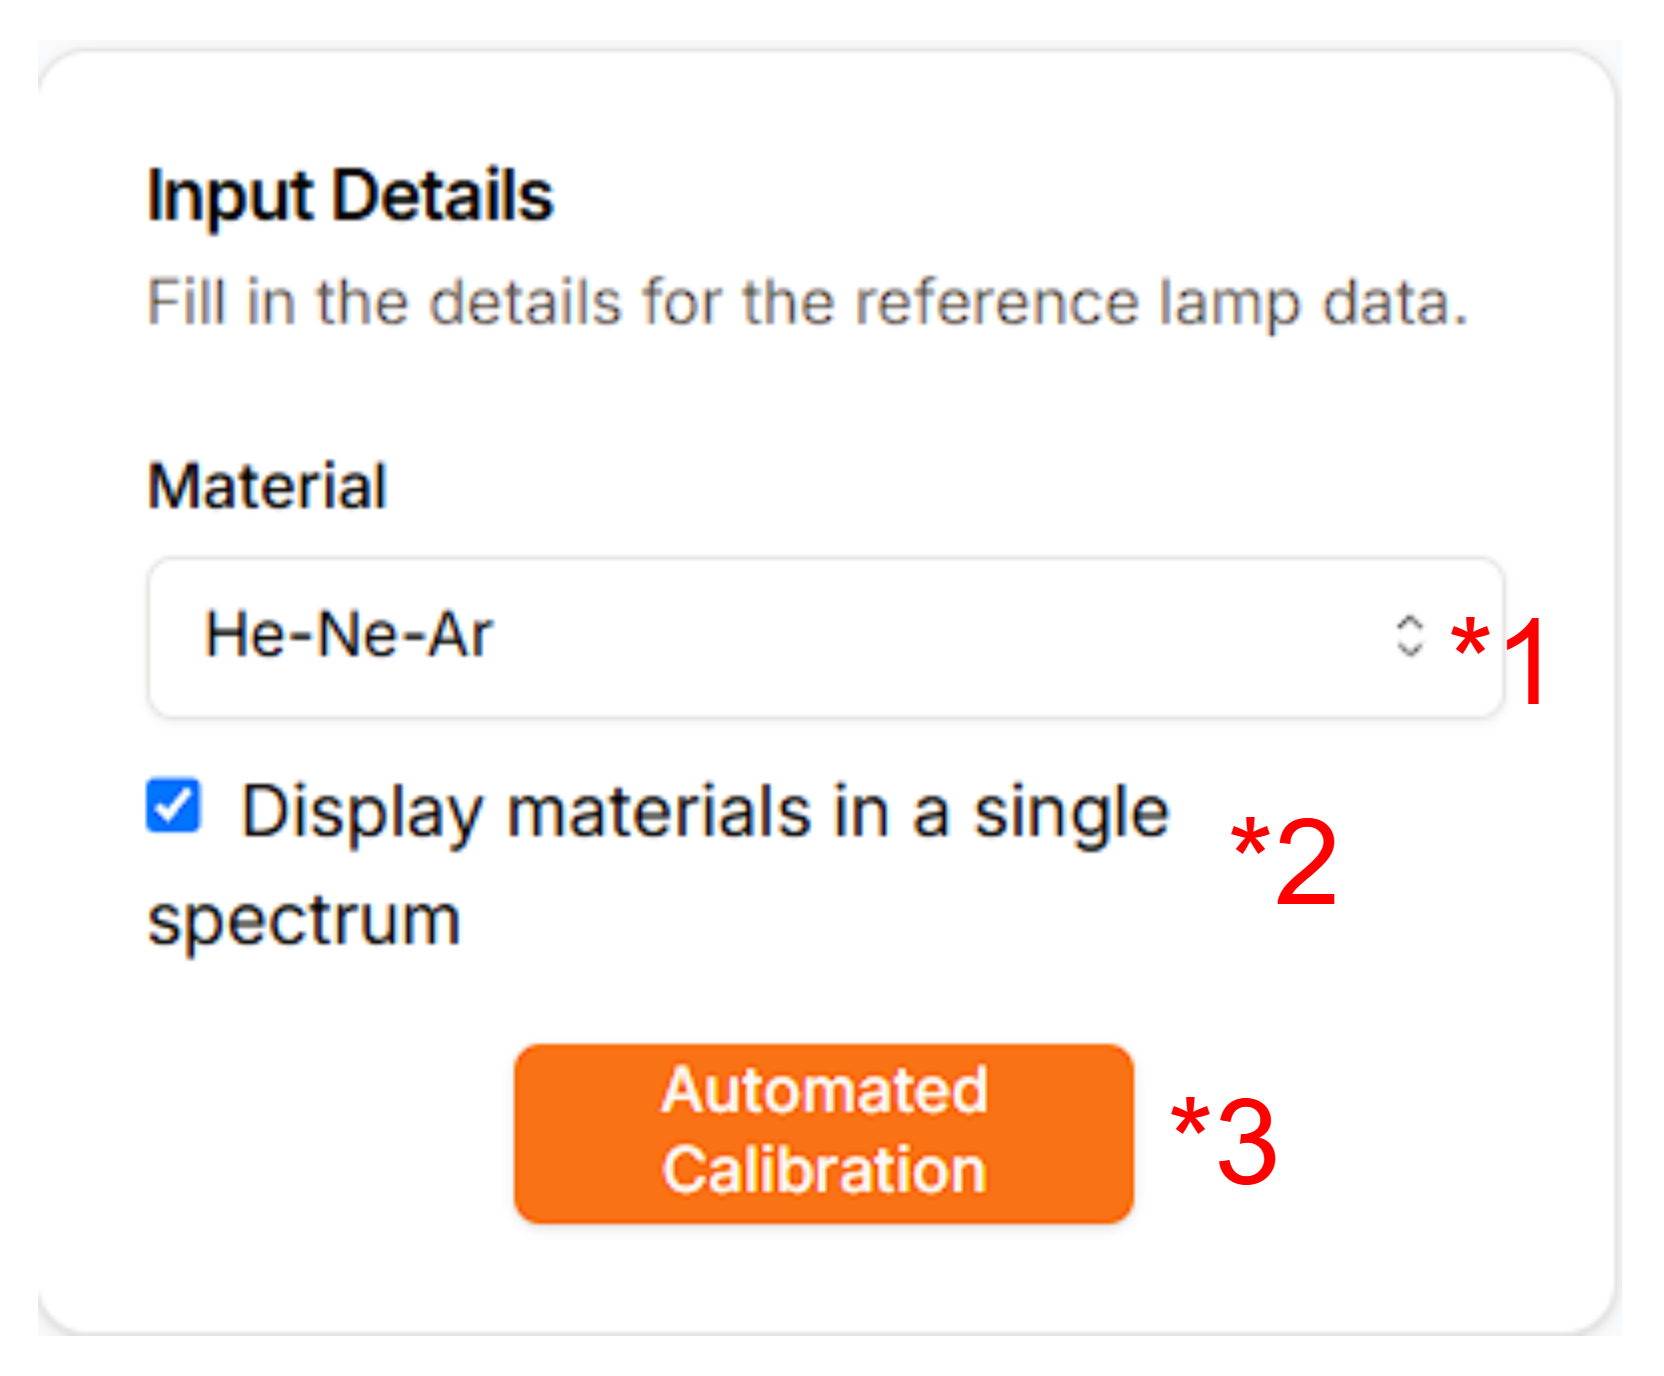 Input Details
Fill in the details for the reference lamp data.
Material
He-Ne-Ar *1
Display materials in a single
spectrum *2
Automated
Calibration *3